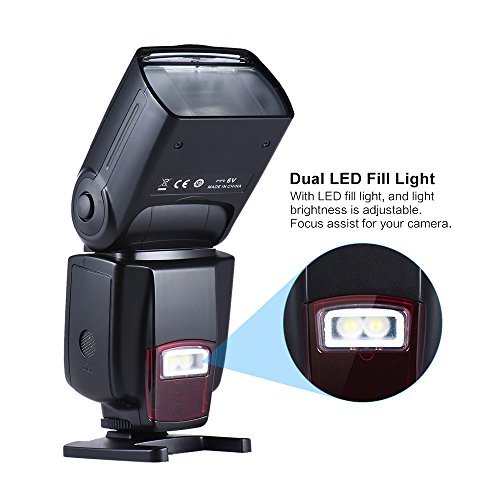 6V
MADE IN CHINA
Dual LED Fill Light
With LED fill light, and light
brightness is adjustable.
Focus assist for your camera.